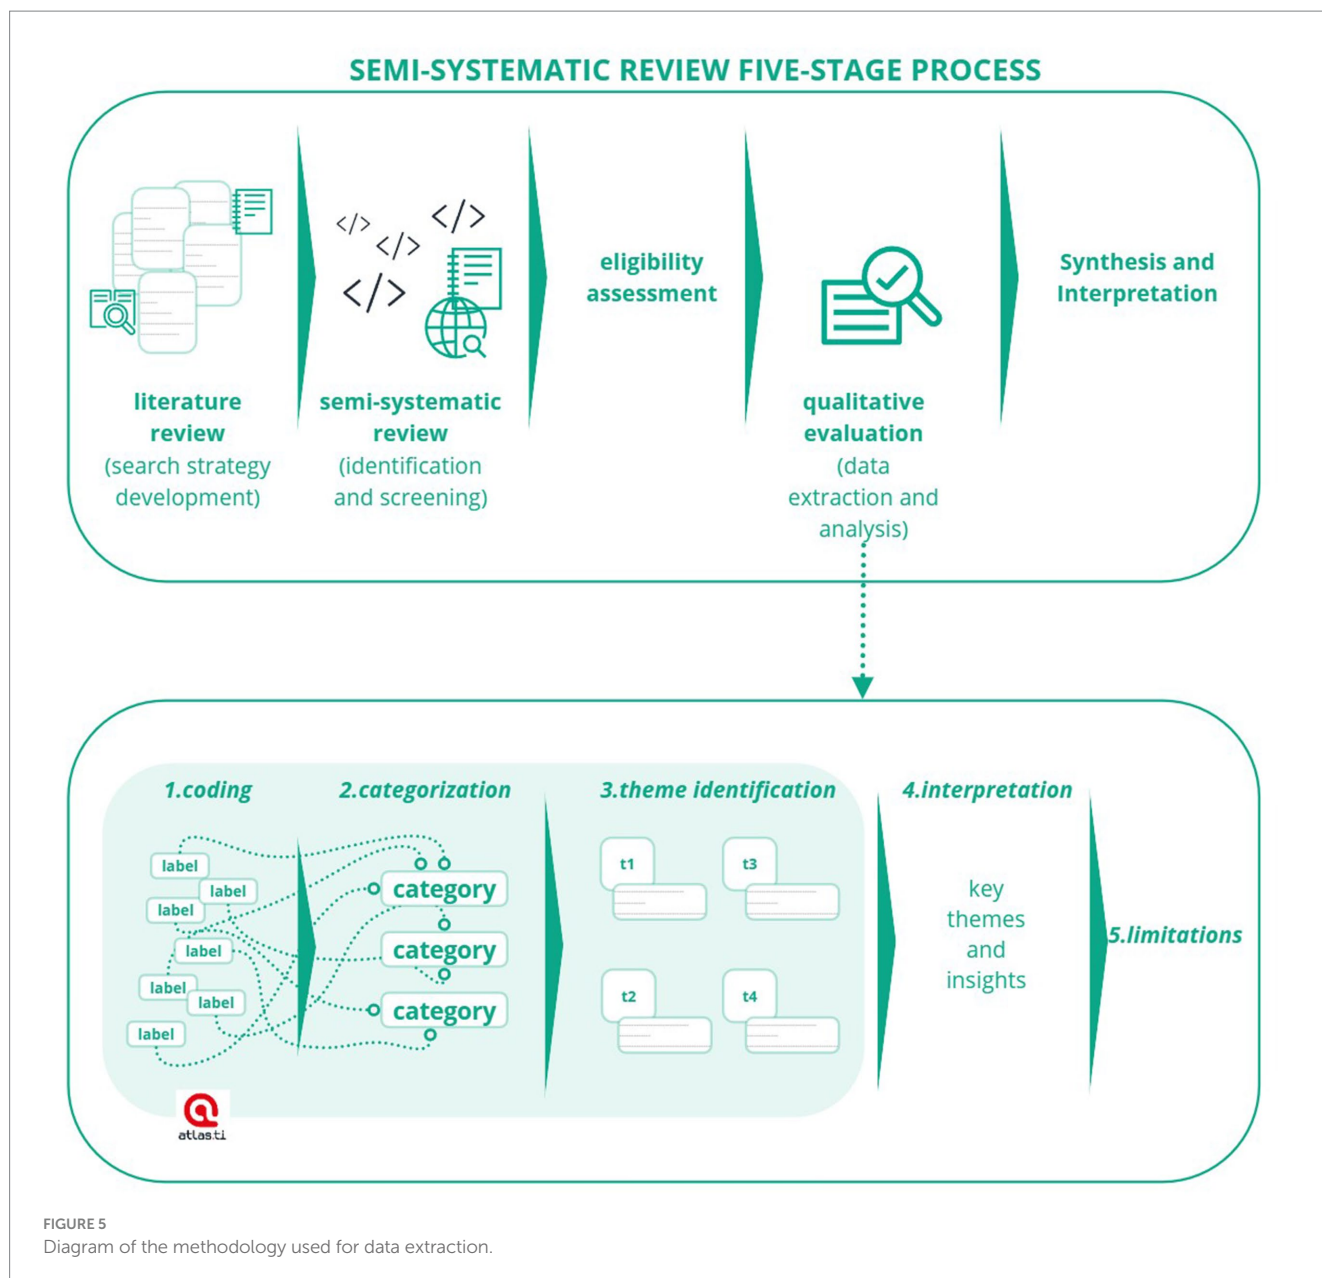 SEMI-SYSTEMATIC REVIEW FIVE-STAGE PROCESS
literature
review
(search strategy
development)
</>
</>
</>
</>
semi-systematic
review
(identification
and screening)
eligibility
assessment
qualitative
evaluation
(data
extraction and
analysis)
Synthesis and
Interpretation
1.coding
label
label
label
label
label
label
label
atlas.ti
2.categorization
category
category
category
3.theme identification
t1
t3
t2
t4
4.interpretation
key
themes
and
insights
5.limitations
FIGURE 5
Diagram of the methodology used for data extraction.